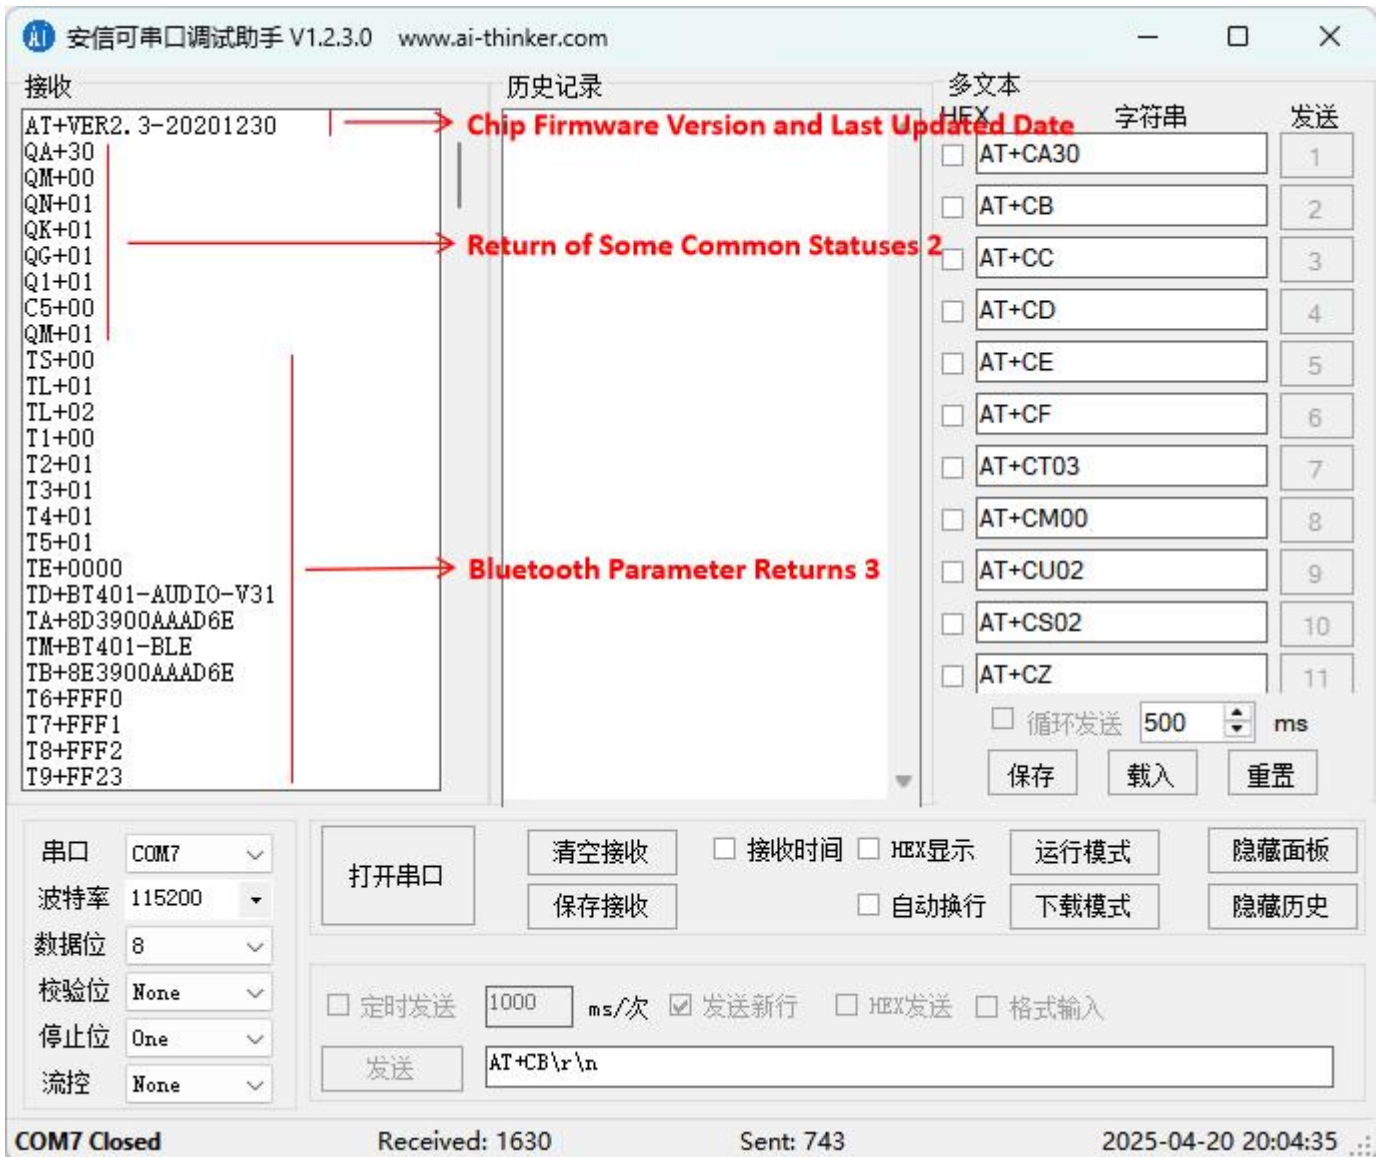 安信可串口调试助手 V1.2.3.0 www.ai-thinker.com
接收
AT+VER2.3-20201230
QA+30
QM+00
QN+01
QK+01
QG+01
Q1+01
C5+00
QM+01
TS+00
TL+01
TL+02
T1+00
T2+01
T3+01
T4+01
T5+01
TE+0000
TD+BT401-AUDIO-V31
TA+8D3900AAAD6E
TM+BT401-BLE
TB+8E3900AAAD6E
T6+FFF0
T7+FFF1
T8+FFF2
T9+FF23
历史记录
Chip Firmware Version and Last Updated Date
Return of Some Common Statuses 2
Bluetooth Parameter Returns 3
多文本
HEX 字符串 发送
AT+CA30 1
AT+CB 2
AT+CC 3
AT+CD 4
AT+CE 5
AT+CF 6
AT+CT03 7
AT+CM00 8
AT+CU02 9
AT+CS02 10
AT+CZ 11
循环发送 500 ms
保存 载入 重置
串口 COM7
波特率 115200
数据位 8
校验位 None
停止位 One
流控 None
打开串口
清空接收 接收时间 HEX显示 运行模式 隐藏面板
保存接收 自动换行 下载模式 隐藏历史
定时发送 1000 ms/次 发送新行 HEX发送 格式输入
发送 AT+CB\r\n
COM7 Closed Received: 1630 Sent: 743 2025-04-20 20:04:35